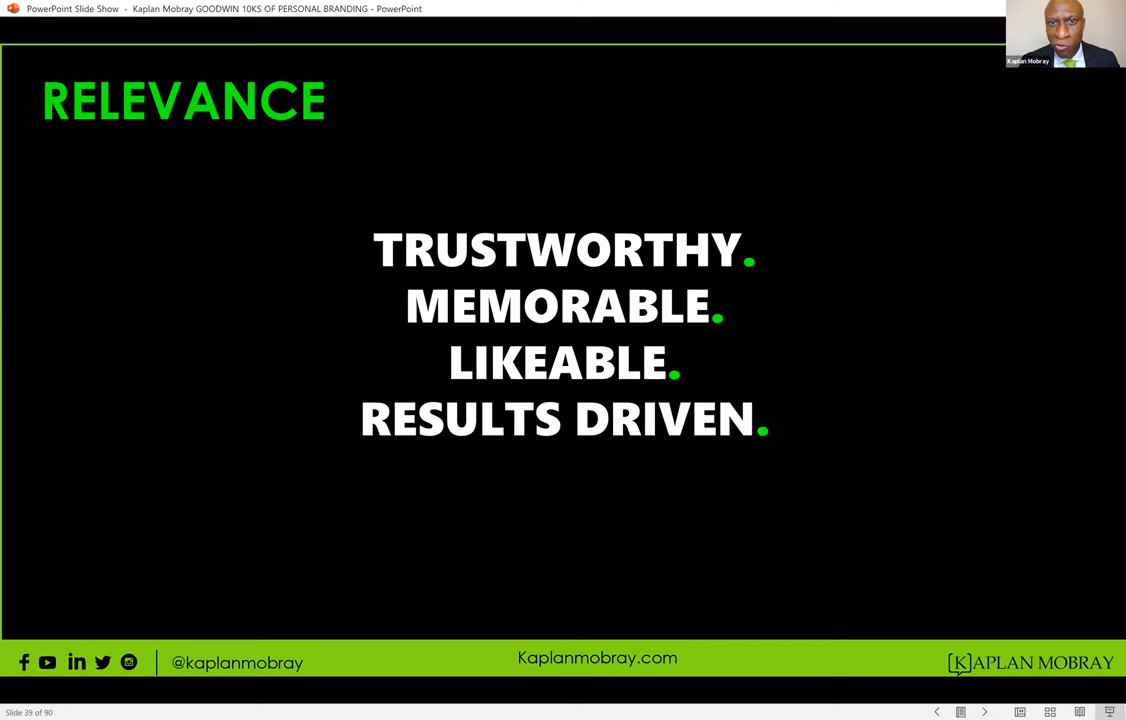 PowerPoint Slide Show - Kaplan Mobray GOODWIN 10KS OF PERSONAL BRANDING - PowerPoint
Kaplan Mobray
RELEVANCE
TRUSTWORTHY.
MEMORABLE.
LIKEABLE.
RESULTS DRIVEN.
@kaplanmobray
Kaplanmobray.com
[K]APLAN MOBRAY
Slide 39 of 90